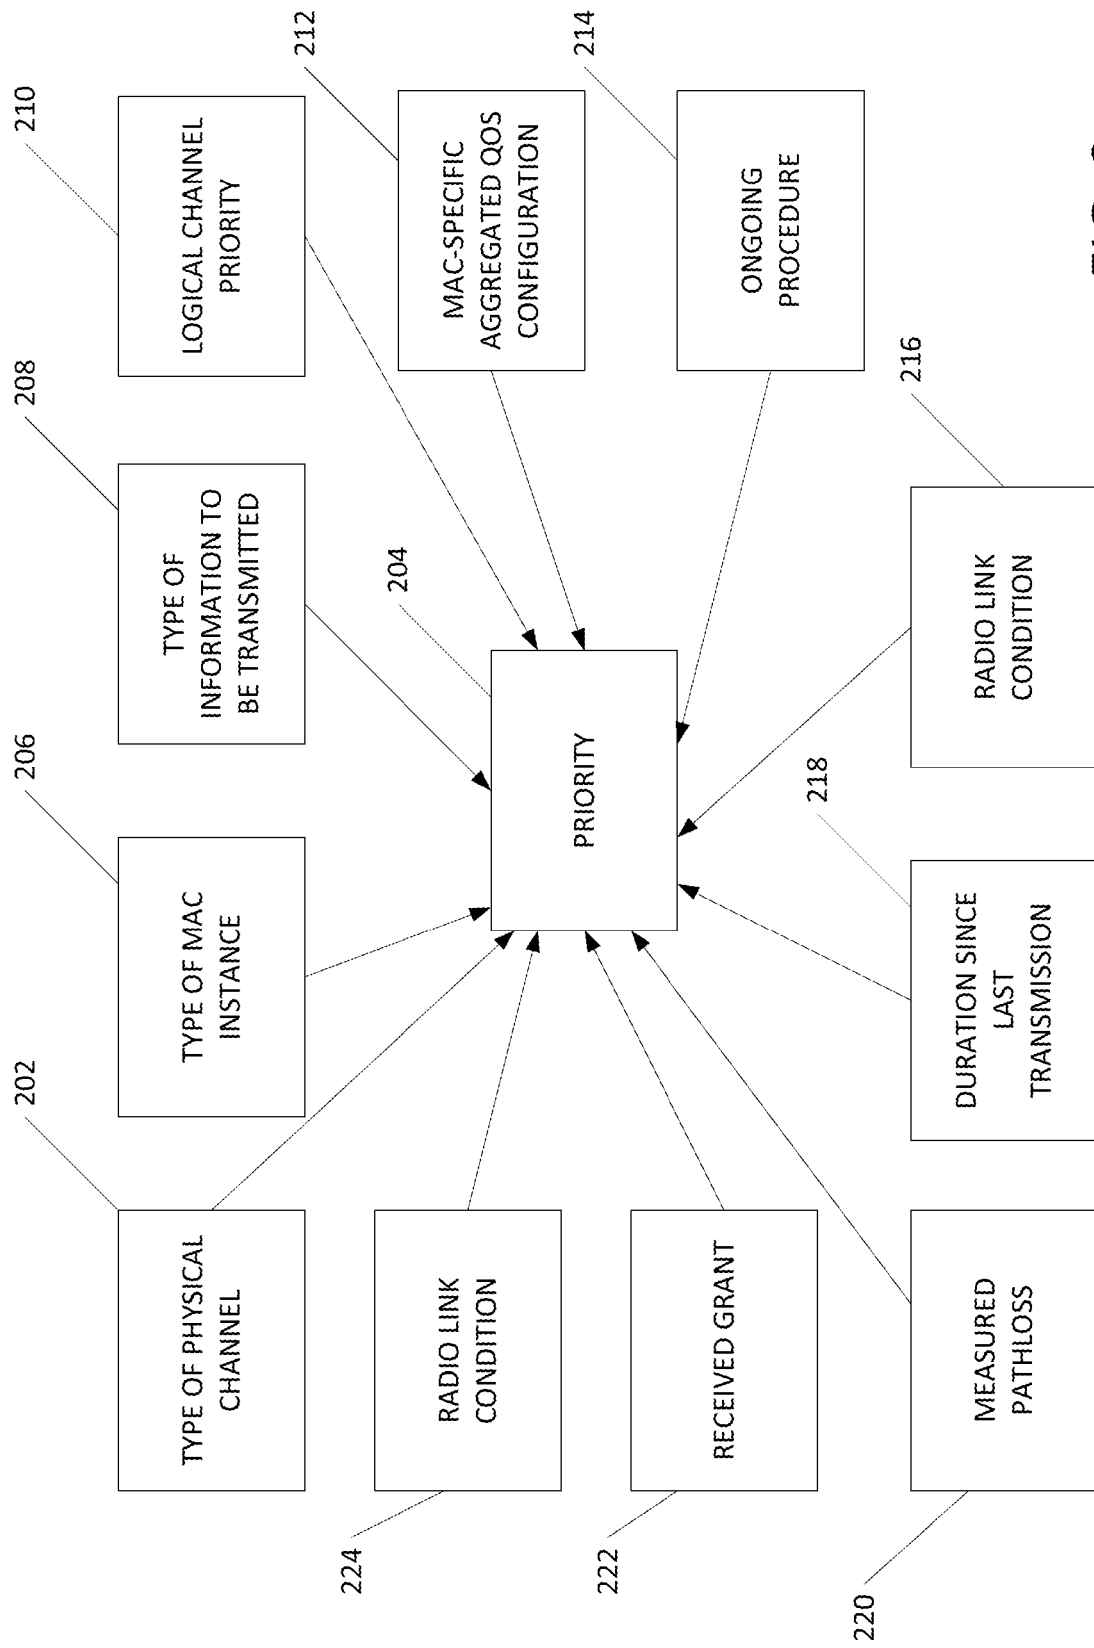 202
206
208
210
TYPE OF PHYSICAL
CHANNEL
TYPE OF MAC
INSTANCE
TYPE OF
INFORMATION TO
BE TRANSMITTED
LOGICAL CHANNEL
PRIORITY
212
224
RADIO LINK
CONDITION
204
PRIORITY
MAC-SPECIFIC
AGGREGATED QOS
CONFIGURATION
214
222
RECEIVED GRANT
ONGOING
PROCEDURE
220
MEASURED
PATHLOSS
218
DURATION SINCE
LAST
TRANSMISSION
216
RADIO LINK
CONDITION